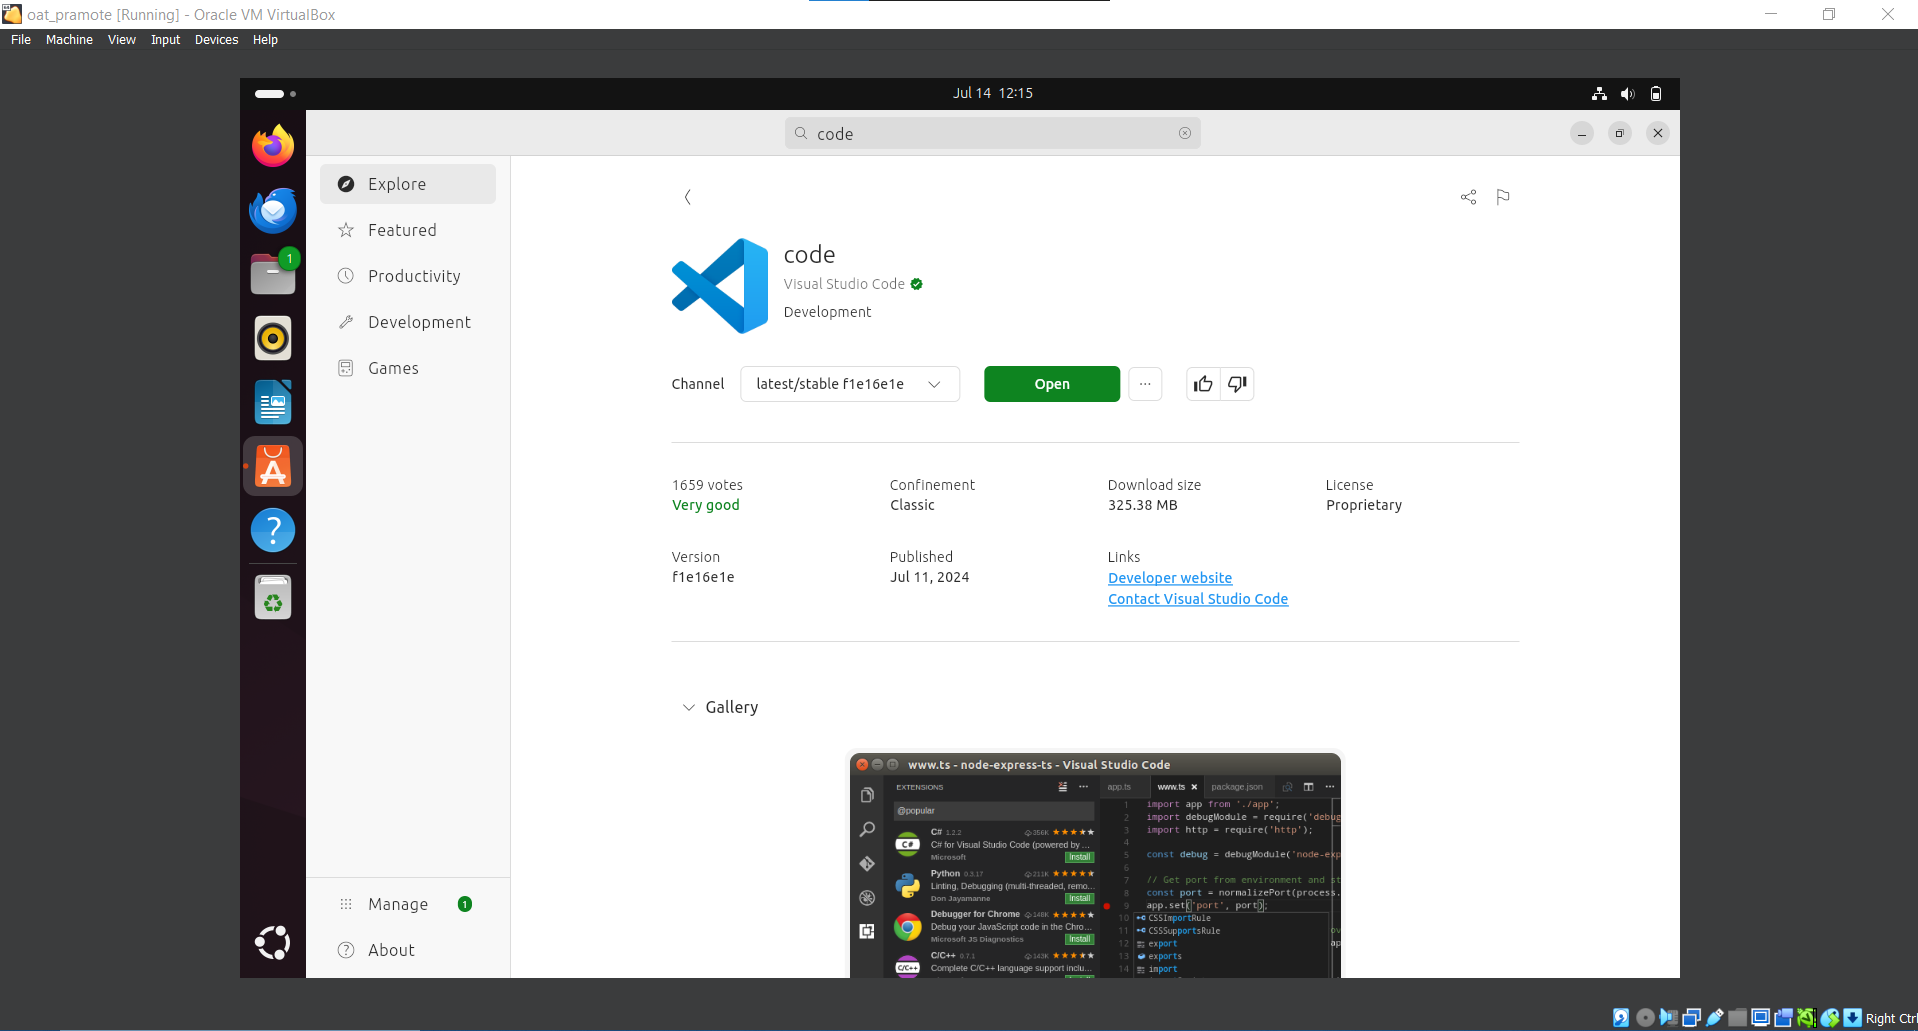 oat_pramote [Running] - Oracle VM VirtualBox
File Machine View Input Devices Help
Jul 14 12:15
code
1
Explore
Featured
Productivity
Development
Games
Manage 1
About
code
Visual Studio Code
Development
Channel latest/stable f1e16e1e Open
1659 votes
Very good
Confinement
Classic
Download size
325.38 MB
License
Proprietary
Version
f1e16e1e
Published
Jul 11, 2024
Links
Developer website
Contact Visual Studio Code
Gallery
www.ts - node-express-ts - Visual Studio Code
EXTENSIONS
@popular
C# 1.2.2 356K
C# for Visual Studio Code (powered by ...
Microsoft Install
Python 0.3.17 211K
Linting, Debugging (multi-threaded, remo...
Don Jayamanne Install
Debugger for Chrome 148K
Debug your JavaScript code in the Chro...
Microsoft JS Diagnostics Install
C/C++ 0.7.1 143K
Complete C/C++ language support inclu...
app.ts www.ts package.json
1 import app from './app';
2 import debugModule = require('debug
3 import http = require('http');
4
5 const debug = debugModule('node-exp
6
7 // Get port from environment and st
8 const port = normalizePort(process.
9 app.set('port', port);
10 CSSImportRule
11 CSSSupportsRule
12 export
13 exports
14 import
Right Ctrl